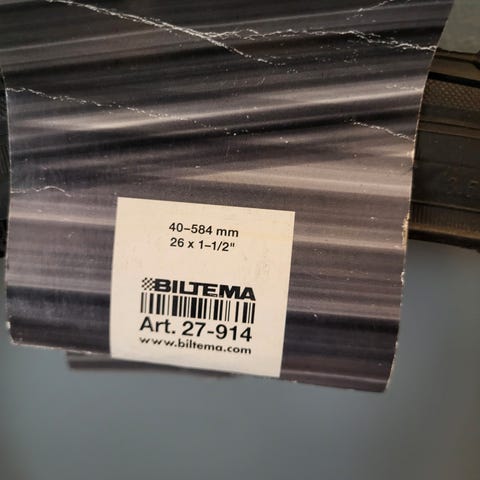 40-584 mm
26 x 1-1/2"
BILTEMA
Art. 27-914
www.biltema.com